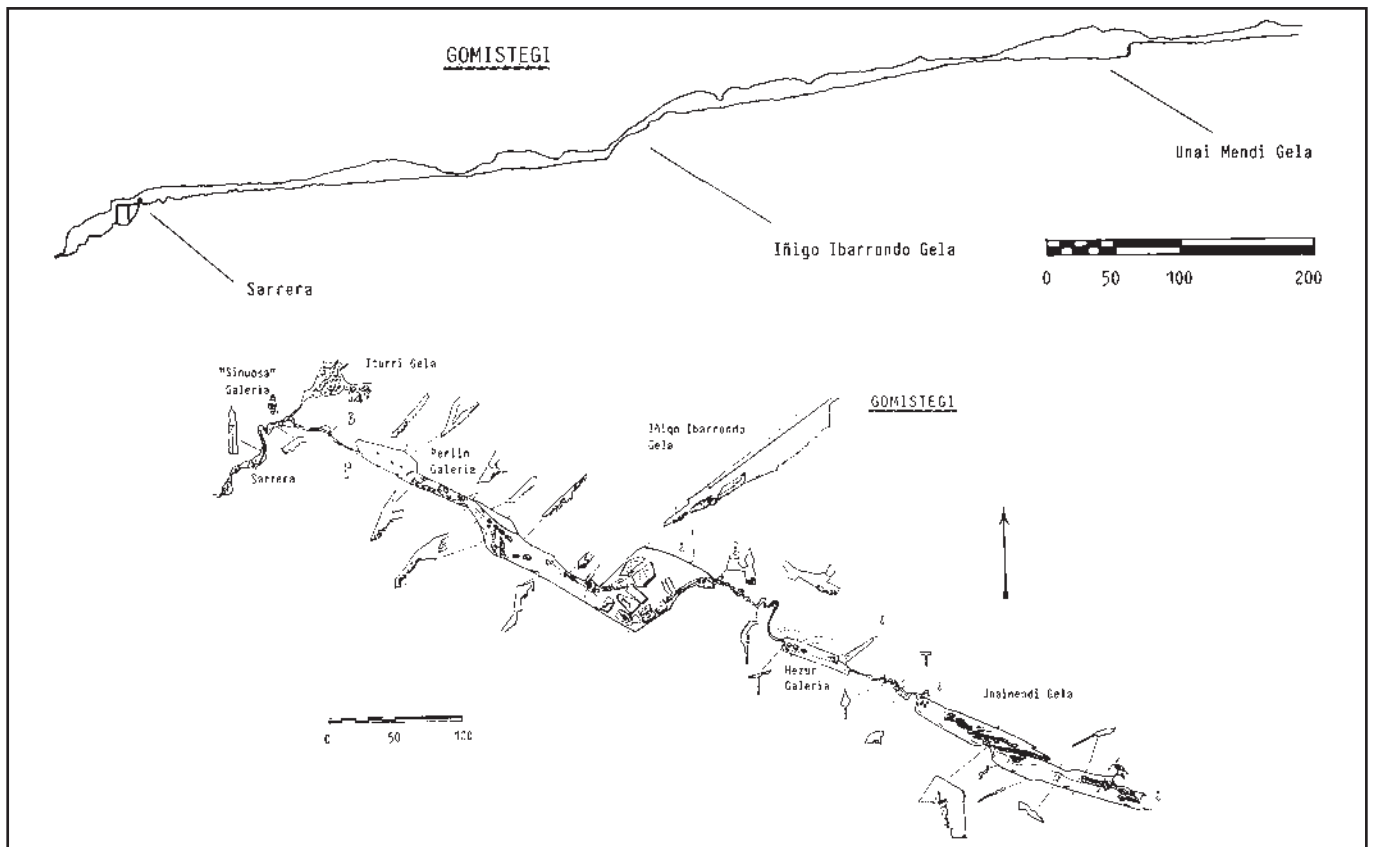 GOMISTEGI
Unai Mendi Gela
Iñigo Ibarrondo Gela
Sarrera
0 50 100 200
Iturri Gela
"Sinuosa"
Galeria
GOMISTEGI
Iñigo Ibarrondo
Gela
Perlin
Galeria
Sarrera
Hezur
Galeria
Unaimendi Gela
0 50 100